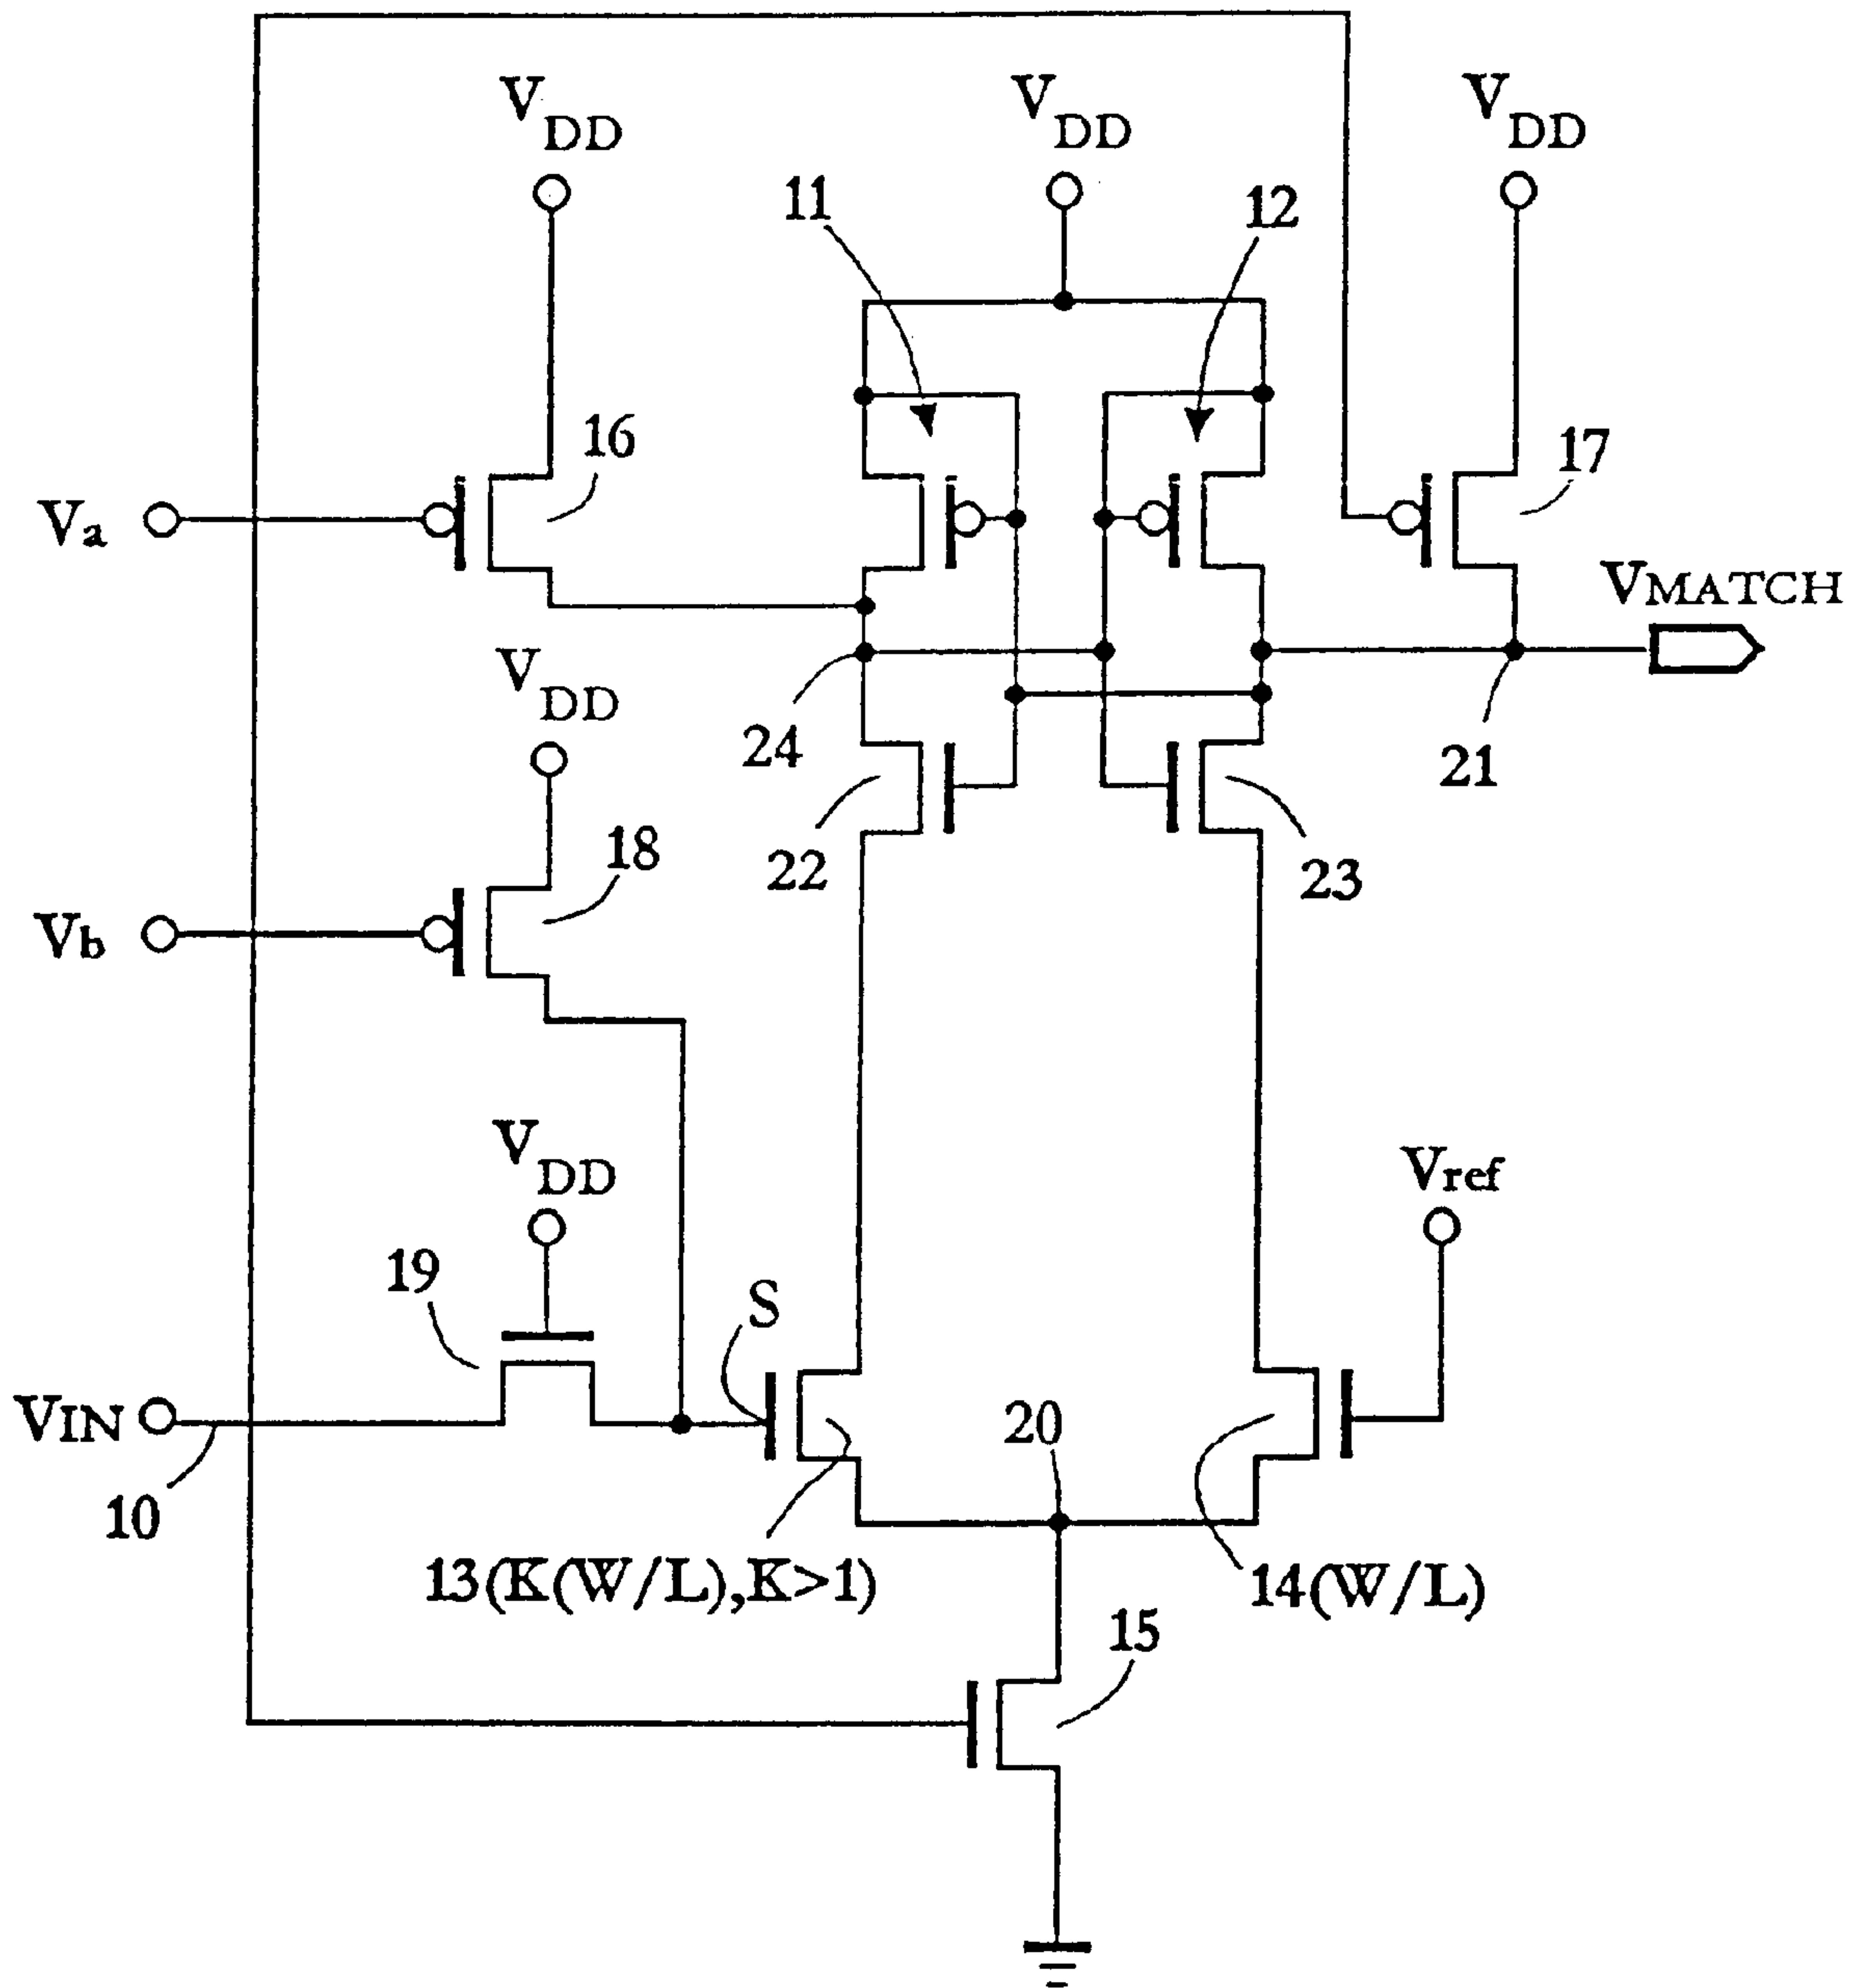 VDD
VDD
VDD
11
12
16
17
Va
VMATCH
VDD
24
21
18
22
23
Vb
VDD
Vref
19
S
VIN
20
10
13(K(W/L),K>1)
14(W/L)
15